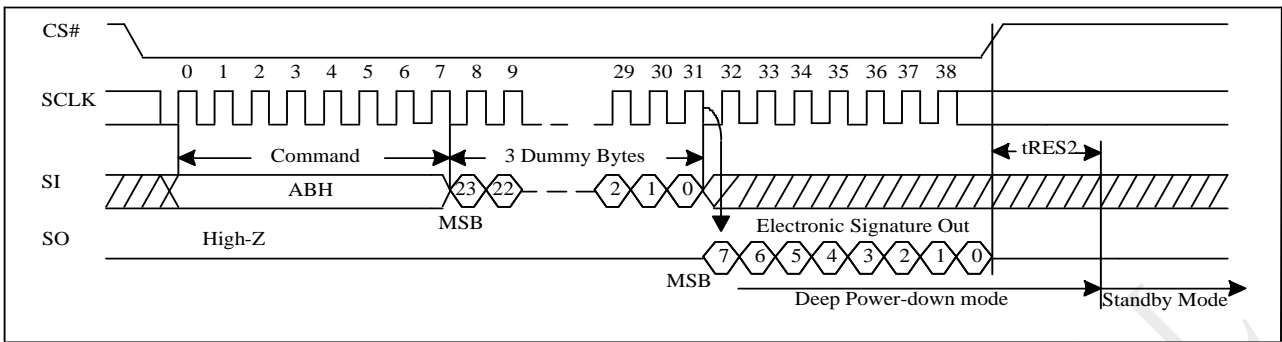 CS#
0 1 2 3 4 5 6 7 8 9 29 30 31 32 33 34 35 36 37 38
SCLK
Command 3 Dummy Bytes tRES2
SI ABH 23 22 2 1 0
MSB
SO High-Z Electronic Signature Out
7 6 5 4 3 2 1 0
MSB
Deep Power-down mode Standby Mode